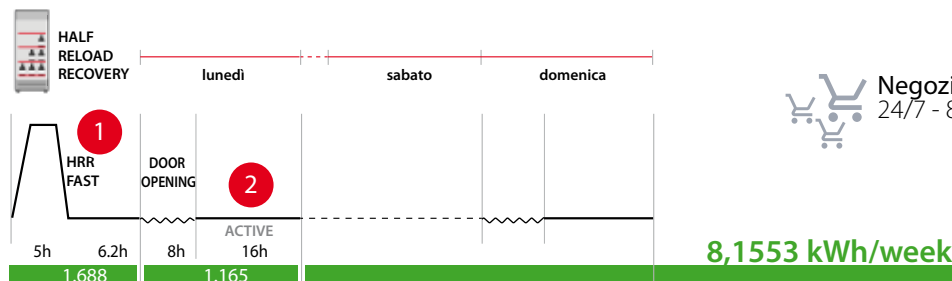 HALF
RELOAD
RECOVERY
lunedì
sabato
domenica
Negozi
24/7 - 8
1
HRR
FAST
DOOR
OPENING
2
ACTIVE
5h
6.2h
8h
16h
8,1553 kWh/week
1.688
1.165